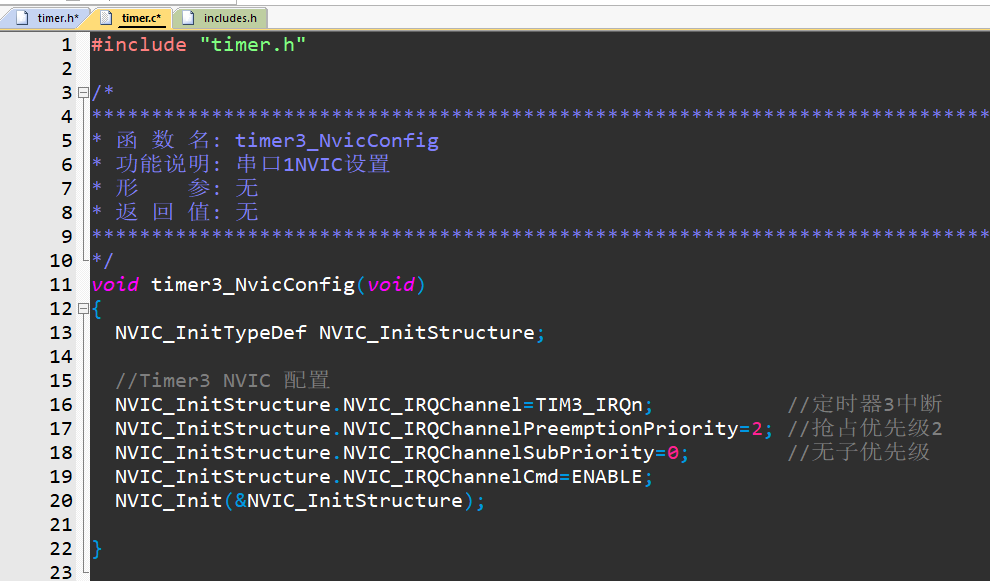 timer.h* timer.c* includes.h
1 #include "timer.h"
2
3 /*
4 ***************************************************************************
5 * 函 数 名: timer3_NvicConfig
6 * 功能说明: 串口1NVIC设置
7 * 形    参: 无
8 * 返 回 值: 无
9 ***************************************************************************
10 */
11 void timer3_NvicConfig(void)
12 {
13   NVIC_InitTypeDef NVIC_InitStructure;
14
15   //Timer3 NVIC 配置
16   NVIC_InitStructure.NVIC_IRQChannel=TIM3_IRQn;           //定时器3中断
17   NVIC_InitStructure.NVIC_IRQChannelPreemptionPriority=2; //抢占优先级2
18   NVIC_InitStructure.NVIC_IRQChannelSubPriority=0;        //无子优先级
19   NVIC_InitStructure.NVIC_IRQChannelCmd=ENABLE;
20   NVIC_Init(&NVIC_InitStructure);
21
22 }
23